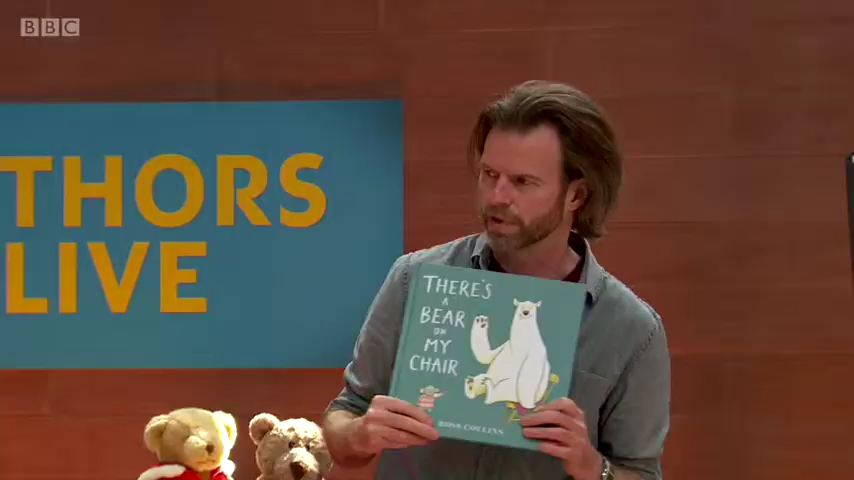 BBC
THORS
LIVE
THERE'S
A
BEAR
ON
MY
CHAIR
ROSS COLLINS